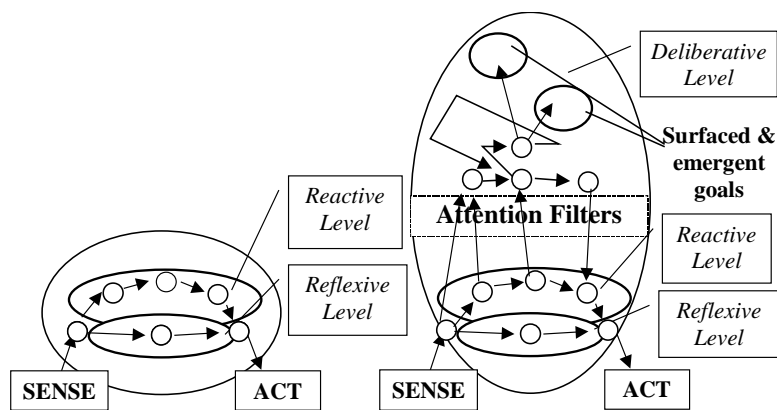 Reactive
Level
Reflexive
Level
SENSE
ACT
Deliberative
Level
Surfaced &
emergent
goals
Attention Filters
Reactive
Level
Reflexive
Level
SENSE
ACT